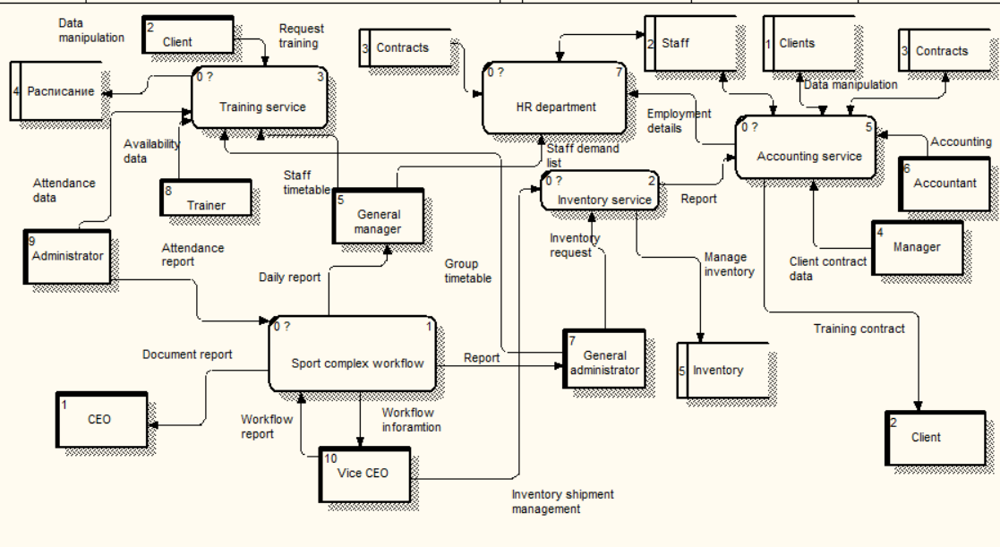 Data
manipulation
2
Client
Request
training
3
Contracts
2
Staff
1
Clients
3
Contracts
4
Расписание
0 ?
3
Training service
0 ?
7
HR department
Data manipulation
Employment
details
0 ?
5
Accounting service
Accounting
6
Accountant
Availability
data
Attendance
data
8
Trainer
Staff
timetable
5
General
manager
Staff demand
list
0 ?
2
Inventory service
Report
4
Manager
Client contract
data
9
Administrator
Attendance
report
Daily report
Group
timetable
Inventory
request
Manage
inventory
0 ?
1
Sport complex workflow
Document report
Report
7
General
administrator
5
Inventory
Training contract
1
CEO
Workflow
report
Workflow
inforamtion
10
Vice CEO
Inventory shipment
management
2
Client